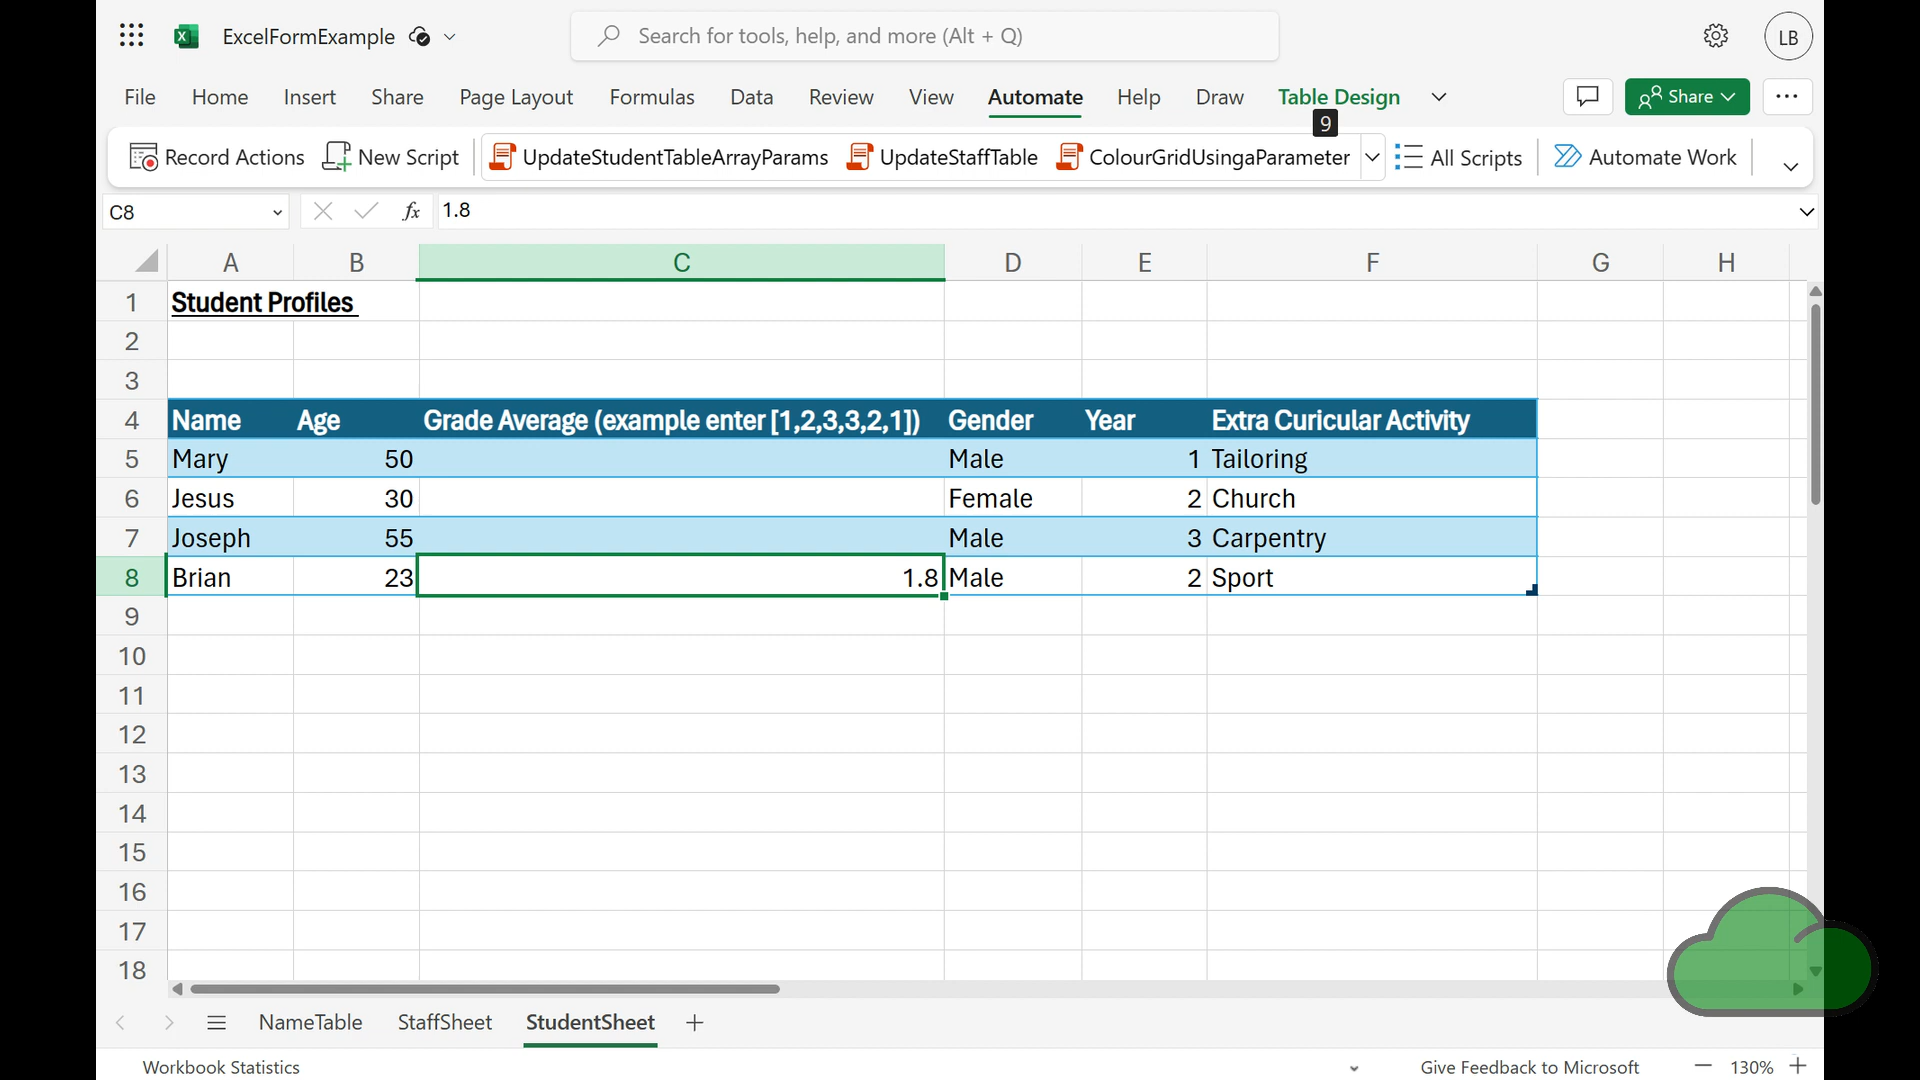 ExcelFormExample
Search for tools, help, and more (Alt + Q)
LB
File Home Insert Share Page Layout Formulas Data Review View Automate Help Draw Table Design
Share
9
Record Actions New Script UpdateStudentTableArrayParams UpdateStaffTable ColourGridUsingaParameter All Scripts Automate Work
C8 fx 1.8
A B C D E F G H
1 Student Profiles
2
3
4 Name Age Grade Average (example enter [1,2,3,3,2,1]) Gender Year Extra Curicular Activity
5 Mary 50 Male 1 Tailoring
6 Jesus 30 Female 2 Church
7 Joseph 55 Male 3 Carpentry
8 Brian 23 1.8 Male 2 Sport
9
10
11
12
13
14
15
16
17
18
NameTable StaffSheet StudentSheet
Workbook Statistics Give Feedback to Microsoft 130%